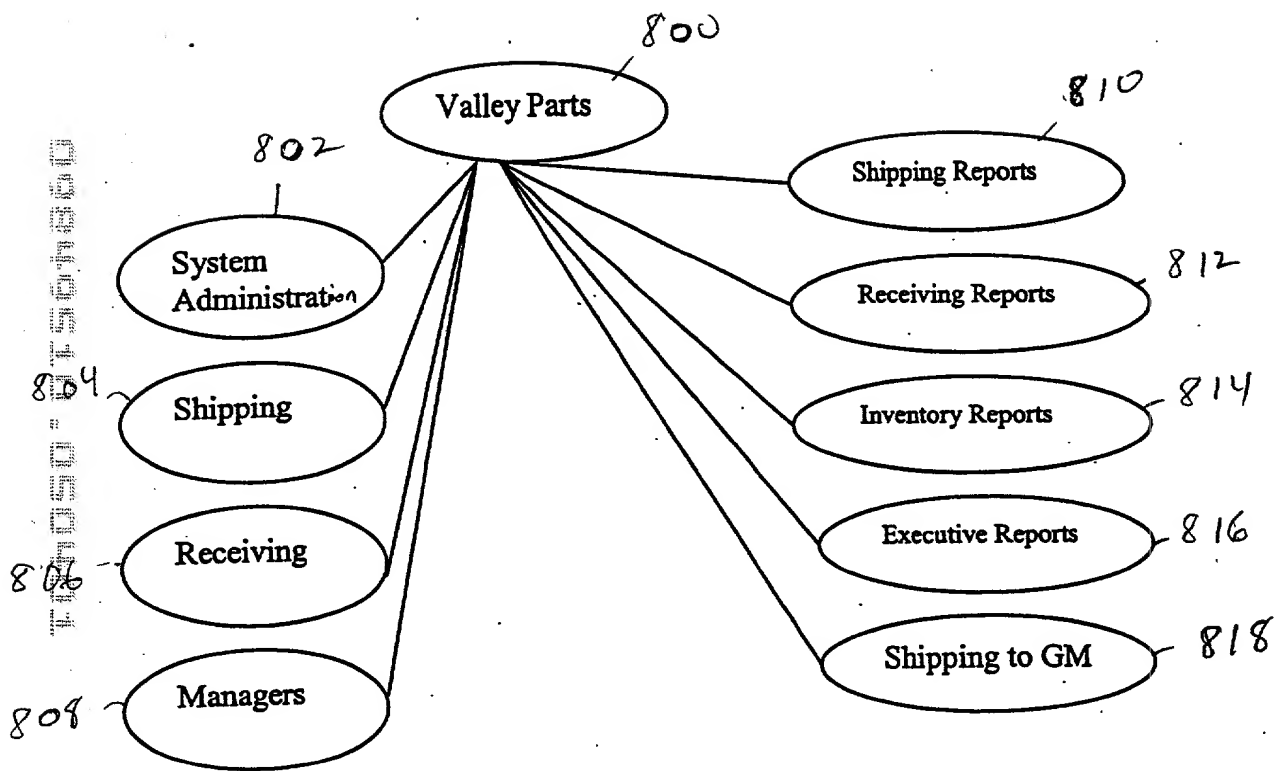 800
Valley Parts
810
802
Shipping Reports
System
Administration
812
Receiving Reports
804
Shipping
814
Inventory Reports
Receiving
806
Executive Reports
816
Shipping to GM
818
Managers
808